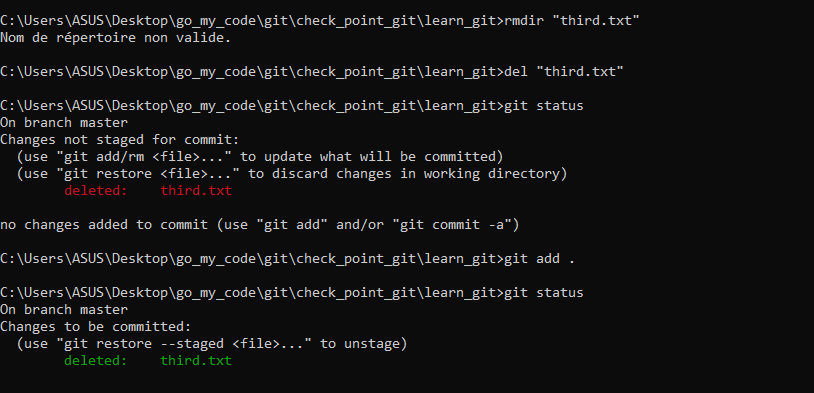 C:\Users\ASUS\Desktop\go_my_code\git\check_point_git\learn_git>rmdir "third.txt"
Nom de répertoire non valide.
C:\Users\ASUS\Desktop\go_my_code\git\check_point_git\learn_git>del "third.txt"
C:\Users\ASUS\Desktop\go_my_code\git\check_point_git\learn_git>git status
On branch master
Changes not staged for commit:
  (use "git add/rm <file>..." to update what will be committed)
  (use "git restore <file>..." to discard changes in working directory)
        deleted:    third.txt
no changes added to commit (use "git add" and/or "git commit -a")
C:\Users\ASUS\Desktop\go_my_code\git\check_point_git\learn_git>git add .
C:\Users\ASUS\Desktop\go_my_code\git\check_point_git\learn_git>git status
On branch master
Changes to be committed:
  (use "git restore --staged <file>..." to unstage)
        deleted:    third.txt